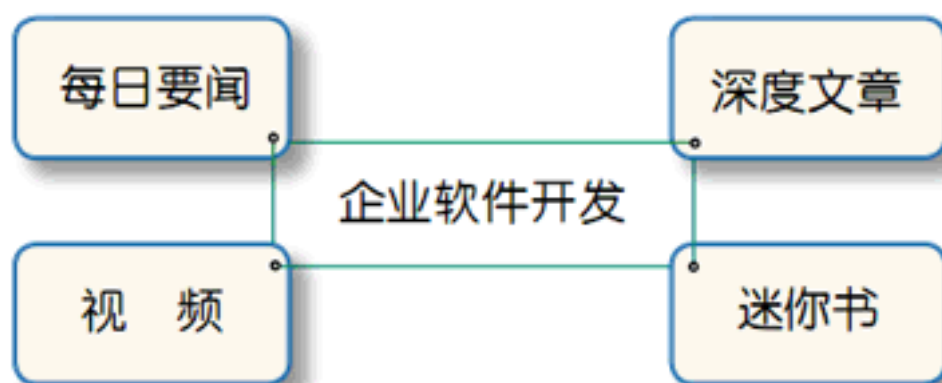 每日要闻
深度文章
企业软件开发
视 频
迷你书